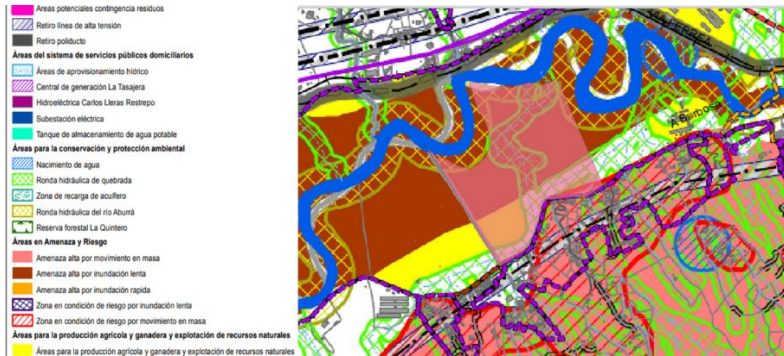 Áreas potenciales contingencia residuos
Retiro línea de alta tensión
Retiro poliducto
Áreas del sistema de servicios públicos domiciliarios
Áreas de aprovisionamiento hídrico
Central de generación La Tasajera
Hidroeléctrica Carlos Lleras Restrepo
Subestación eléctrica
Tanque de almacenamiento de agua potable
Áreas para la conservación y protección ambiental
Nacimiento de agua
Ronda hidráulica de quebrada
Zona de recarga de acuífero
Ronda hidráulica del río Aburrá
Reserva forestal La Quintero
Áreas en Amenaza y Riesgo
Amenaza alta por movimiento en masa
Amenaza alta por inundación lenta
Amenaza alta por inundación rapida
Zona en condición de riesgo por inundación lenta
Zona en condición de riesgo por movimiento en masa
Áreas para la producción agrícola y ganadera y explotación de recursos naturales
Áreas para la producción agrícola y ganadera y explotación de recursos naturales
A Barbosa